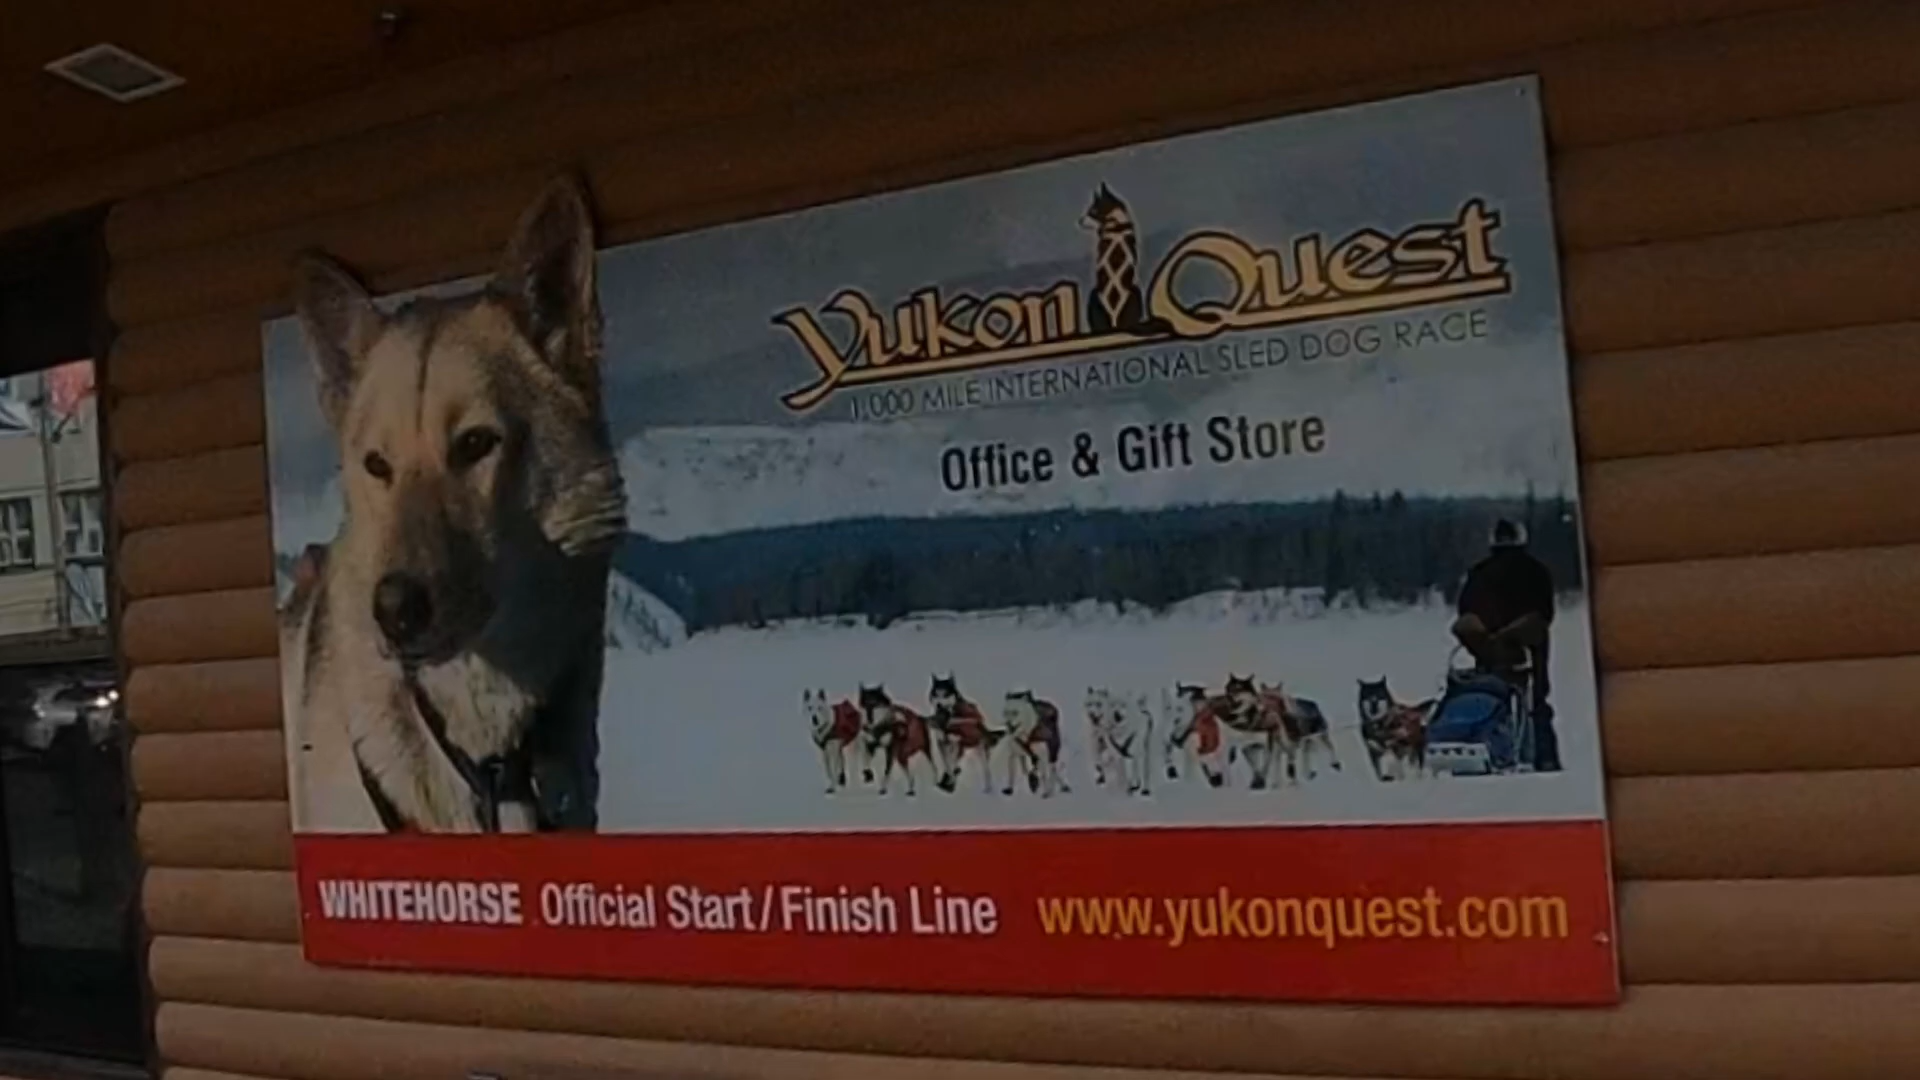 Yukon Quest
1,000 MILE INTERNATIONAL SLED DOG RACE
Office & Gift Store
WHITEHORSE Official Start/Finish Line www.yukonquest.com